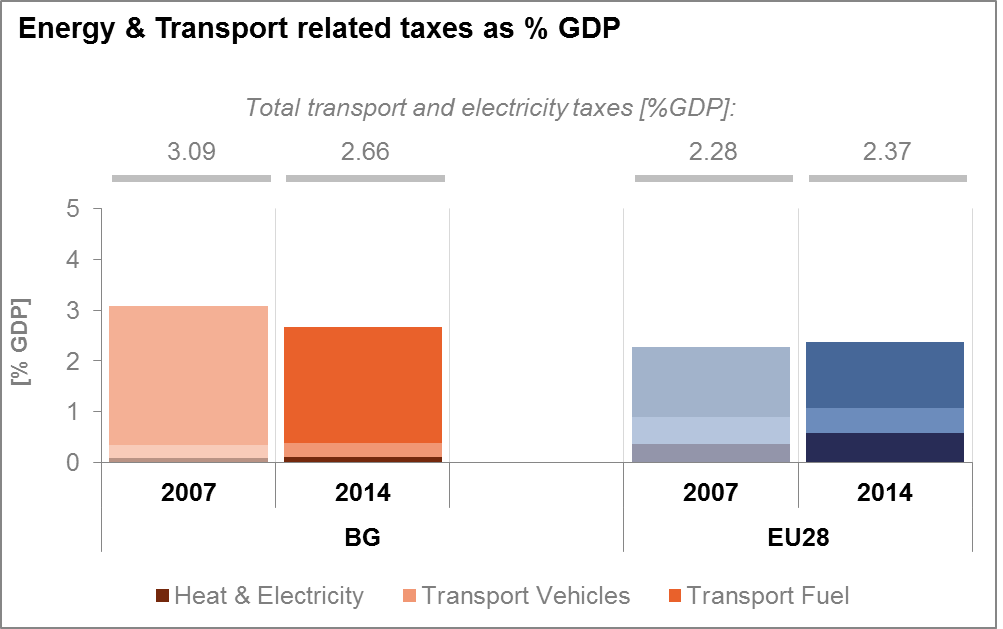 Energy & Transport related taxes as % GDP
Total transport and electricity taxes [%GDP]:
3.09 2.66 2.28 2.37
5
4
3
2
1
0
[% GDP]
2007 2014 2007 2014
BG EU28
Heat & Electricity Transport Vehicles Transport Fuel